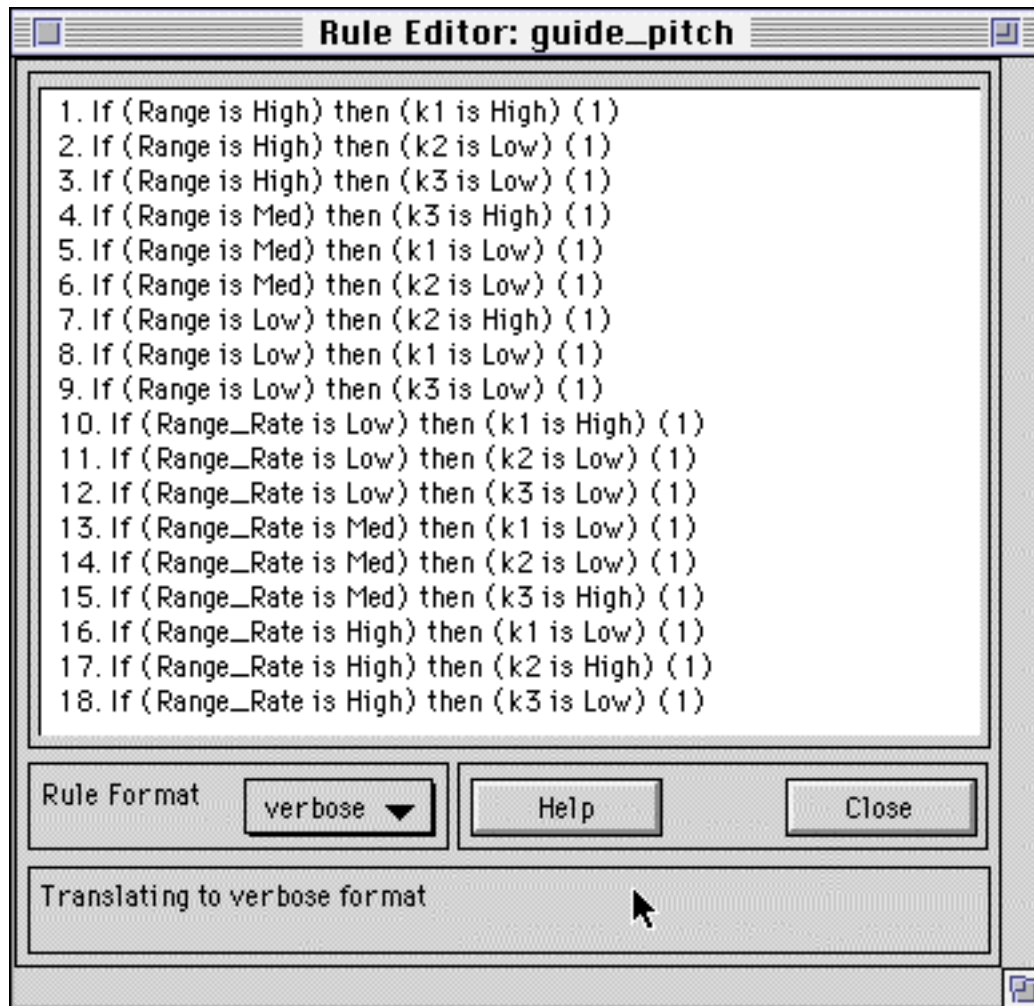 Rule Editor: guide_pitch
1. If (Range is High) then (k1 is High) (1)
2. If (Range is High) then (k2 is Low) (1)
3. If (Range is High) then (k3 is Low) (1)
4. If (Range is Med) then (k3 is High) (1)
5. If (Range is Med) then (k1 is Low) (1)
6. If (Range is Med) then (k2 is Low) (1)
7. If (Range is Low) then (k2 is High) (1)
8. If (Range is Low) then (k1 is Low) (1)
9. If (Range is Low) then (k3 is Low) (1)
10. If (Range_Rate is Low) then (k1 is High) (1)
11. If (Range_Rate is Low) then (k2 is Low) (1)
12. If (Range_Rate is Low) then (k3 is Low) (1)
13. If (Range_Rate is Med) then (k1 is Low) (1)
14. If (Range_Rate is Med) then (k2 is Low) (1)
15. If (Range_Rate is Med) then (k3 is High) (1)
16. If (Range_Rate is High) then (k1 is Low) (1)
17. If (Range_Rate is High) then (k2 is High) (1)
18. If (Range_Rate is High) then (k3 is Low) (1)
Rule Format verbose Help Close
Translating to verbose format